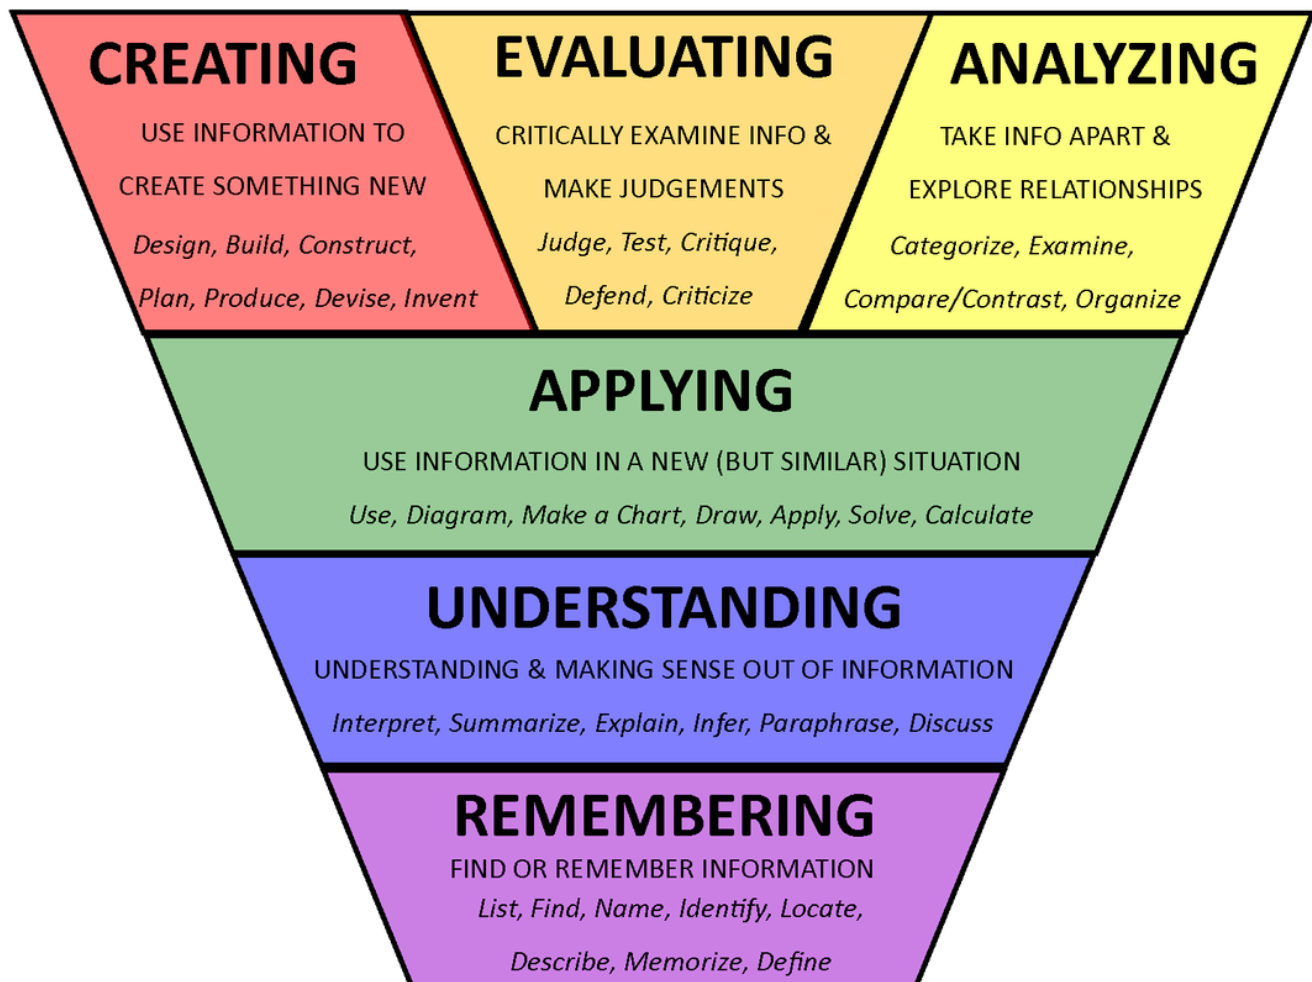 CREATING
USE INFORMATION TO
CREATE SOMETHING NEW
Design, Build, Construct,
Plan, Produce, Devise, Invent
EVALUATING
CRITICALLY EXAMINE INFO &
MAKE JUDGEMENTS
Judge, Test, Critique,
Defend, Criticize
ANALYZING
TAKE INFO APART &
EXPLORE RELATIONSHIPS
Categorize, Examine,
Compare/Contrast, Organize
APPLYING
USE INFORMATION IN A NEW (BUT SIMILAR) SITUATION
Use, Diagram, Make a Chart, Draw, Apply, Solve, Calculate
UNDERSTANDING
UNDERSTANDING & MAKING SENSE OUT OF INFORMATION
Interpret, Summarize, Explain, Infer, Paraphrase, Discuss
REMEMBERING
FIND OR REMEMBER INFORMATION
List, Find, Name, Identify, Locate,
Describe, Memorize, Define